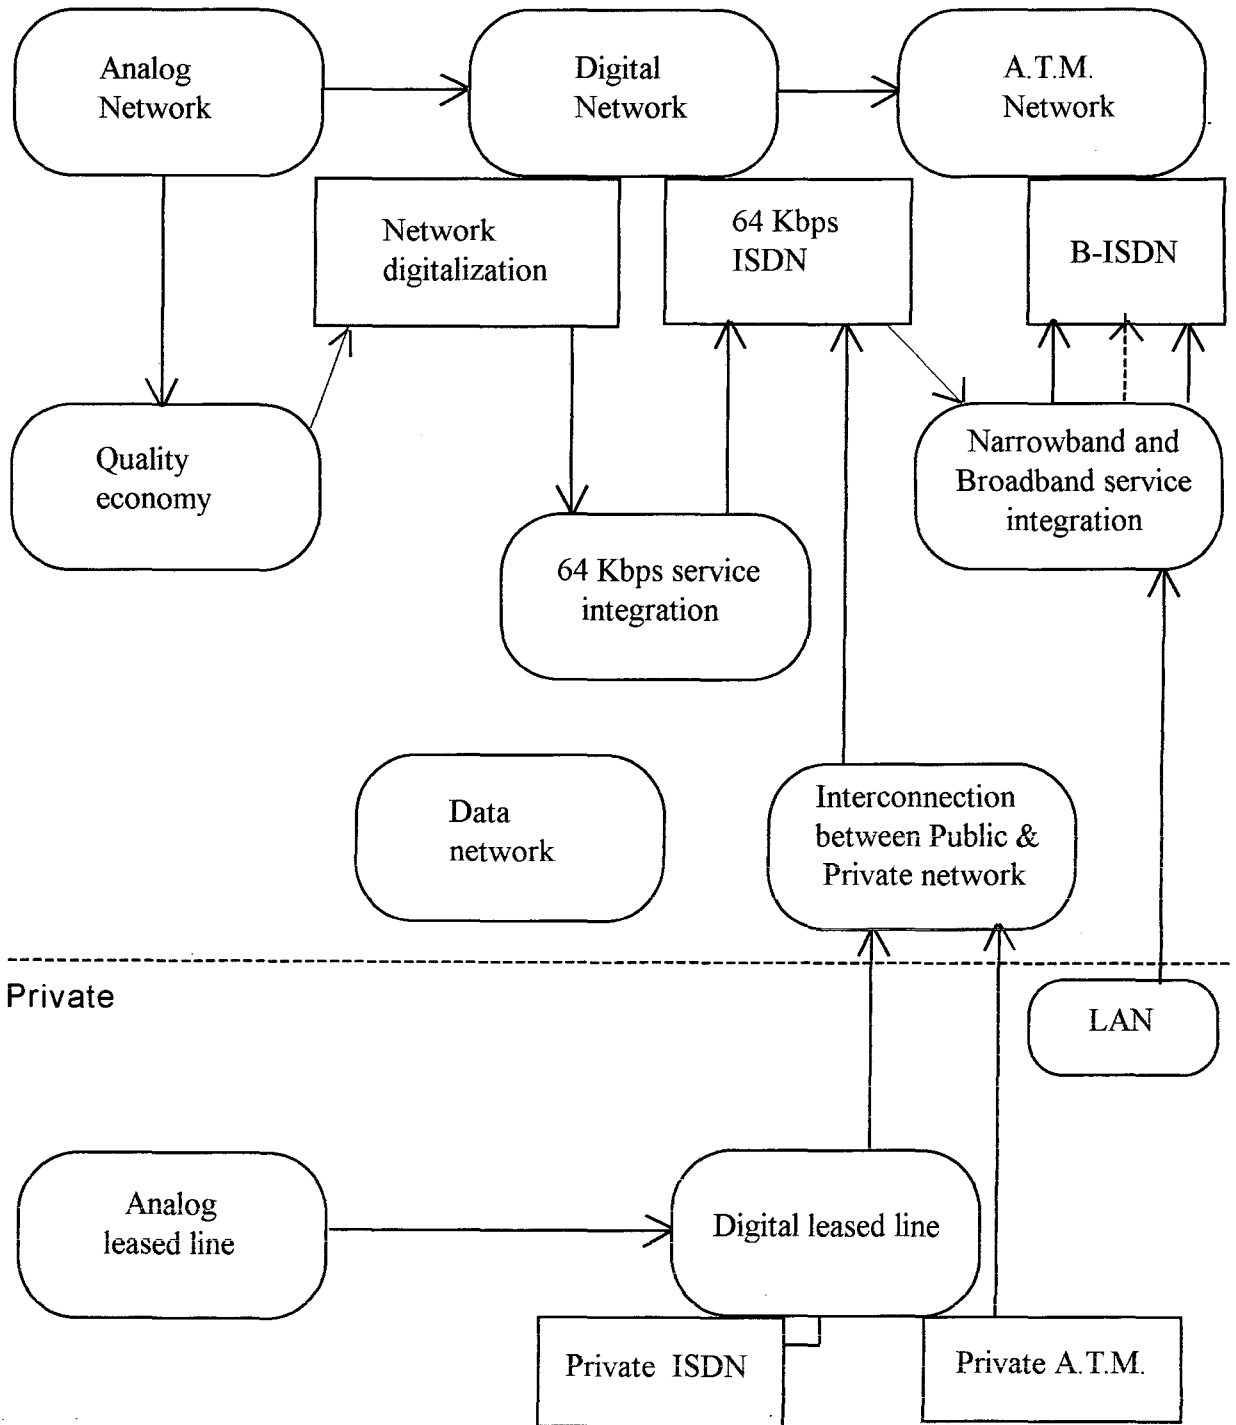 Analog
Network
Digital
Network
A.T.M.
Network
Network
digitalization
64 Kbps
ISDN
B-ISDN
Quality
economy
64 Kbps service
integration
Narrowband and
Broadband service
integration
Data
network
Interconnection
between Public &
Private network
Private
LAN
Analog
leased line
Digital leased line
Private ISDN
Private A.T.M.